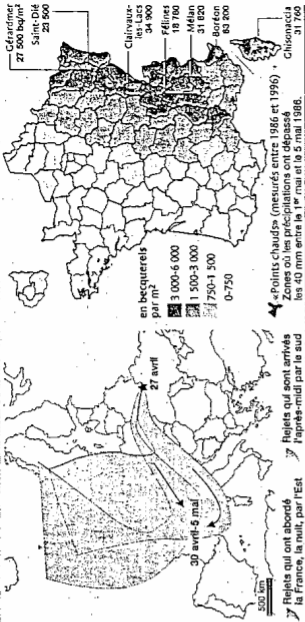 Gérardmer
27 500 bq/m²
Saint-Dié
23 500
Clairvaux-
les-Lacs
34 900
Félines
18 780
Mélan
31 820
Boréon
63 200
Ghisonaccia
31 760
en becquerels
par m²
3 000-6 000
1 500-3 000
750-1 500
0-750
«Points chauds» (mesurés entre 1986 et 1996)
Zones où les précipitations ont dépassé
les 40 mm entre le 1er mai et le 5 mai 1986.
27 avril
30 avril-5 mai
500 km
Rejets qui ont abordé
la France, la nuit, par l'Est
Rejets qui sont arrivés
l'après-midi par le sud